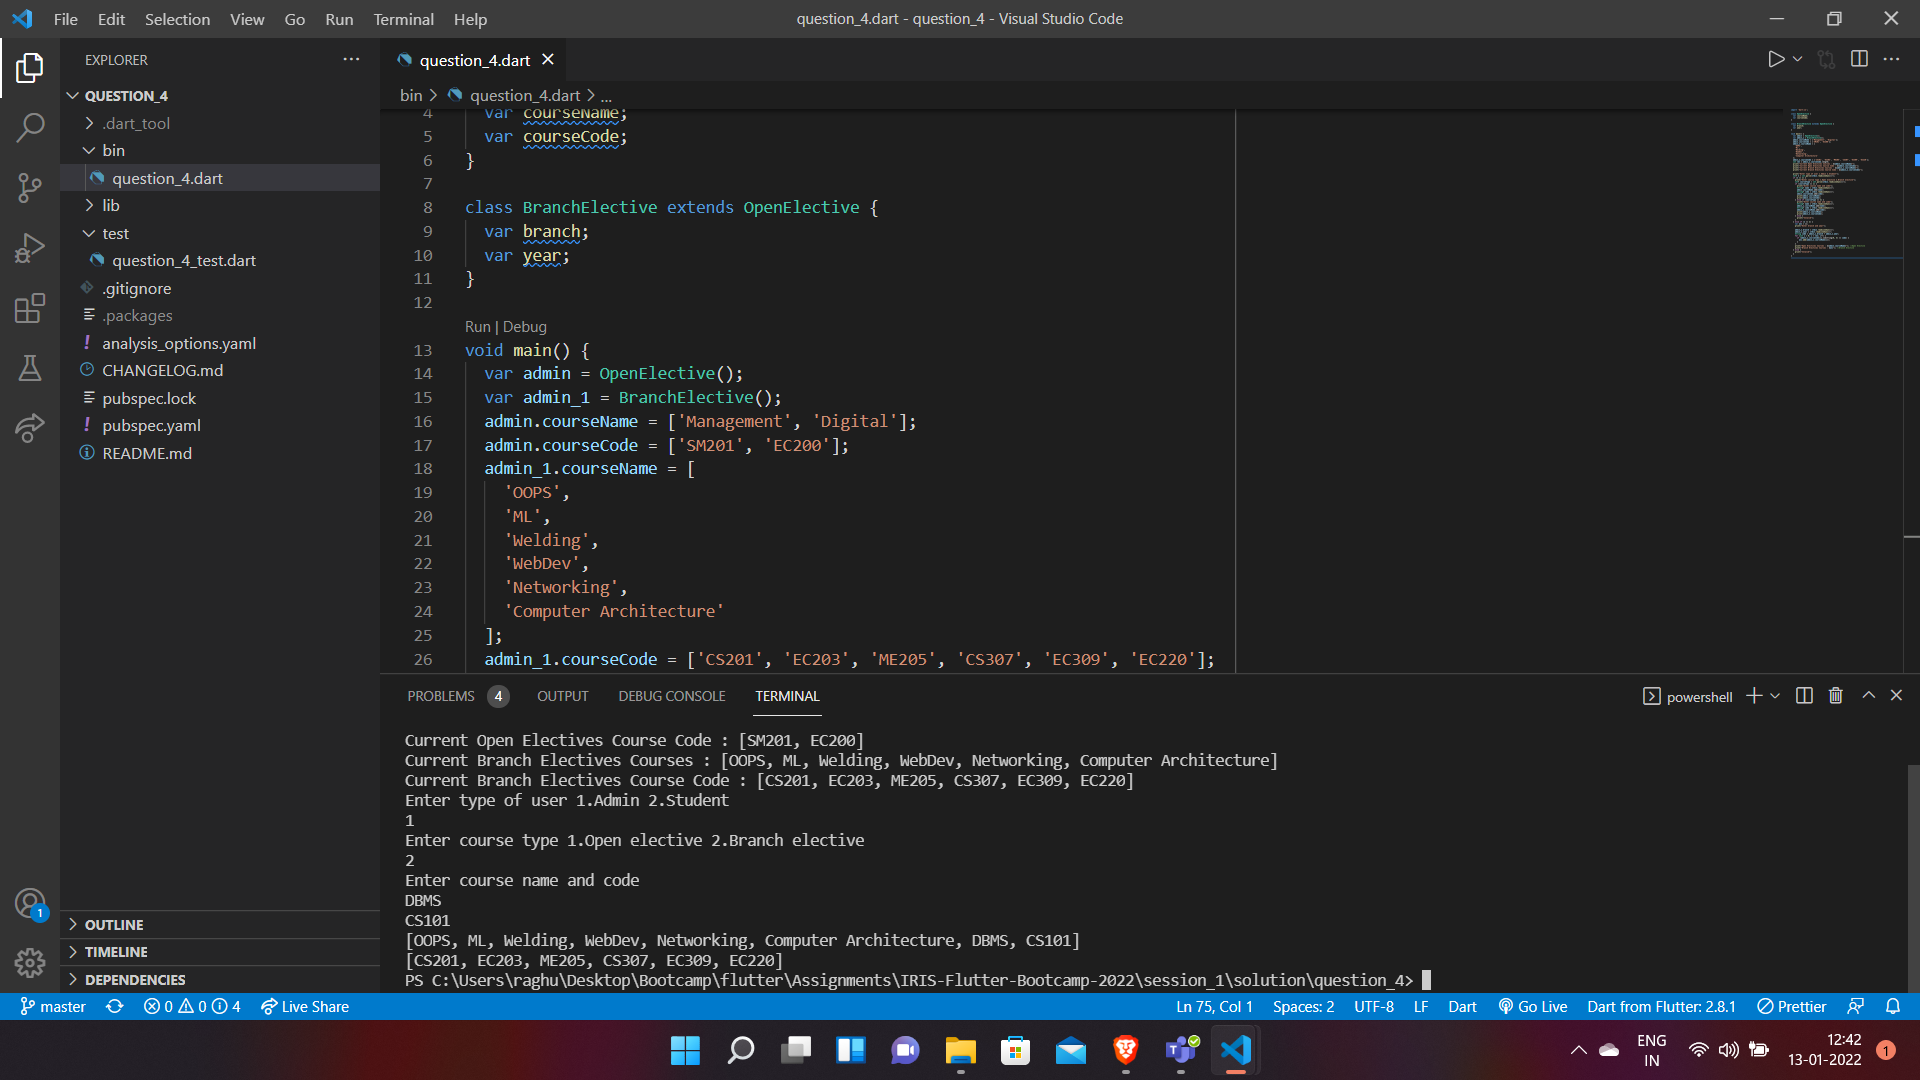 File Edit Selection View Go Run Terminal Help
question_4.dart - question_4 - Visual Studio Code
EXPLORER
QUESTION_4
.dart_tool
bin
question_4.dart
lib
test
question_4_test.dart
.gitignore
.packages
analysis_options.yaml
CHANGELOG.md
pubspec.lock
pubspec.yaml
README.md
OUTLINE
TIMELINE
DEPENDENCIES
1
question_4.dart
bin > question_4.dart > ...
4 var courseName;
5 var courseCode;
6 }
7
8 class BranchElective extends OpenElective {
9 var branch;
10 var year;
11 }
12
Run | Debug
13 void main() {
14 var admin = OpenElective();
15 var admin_1 = BranchElective();
16 admin.courseName = ['Management', 'Digital'];
17 admin.courseCode = ['SM201', 'EC200'];
18 admin_1.courseName = [
19 'OOPS',
20 'ML',
21 'Welding',
22 'WebDev',
23 'Networking',
24 'Computer Architecture'
25 ];
26 admin_1.courseCode = ['CS201', 'EC203', 'ME205', 'CS307', 'EC309', 'EC220'];
PROBLEMS 4 OUTPUT DEBUG CONSOLE TERMINAL
powershell
Current Open Electives Course Code : [SM201, EC200]
Current Branch Electives Courses : [OOPS, ML, Welding, WebDev, Networking, Computer Architecture]
Current Branch Electives Course Code : [CS201, EC203, ME205, CS307, EC309, EC220]
Enter type of user 1.Admin 2.Student
1
Enter course type 1.Open elective 2.Branch elective
2
Enter course name and code
DBMS
CS101
[OOPS, ML, Welding, WebDev, Networking, Computer Architecture, DBMS, CS101]
[CS201, EC203, ME205, CS307, EC309, EC220]
PS C:\Users\raghu\Desktop\Bootcamp\flutter\Assignments\IRIS-Flutter-Bootcamp-2022\session_1\solution\question_4>
master 0 0 4 Live Share
Ln 75, Col 1 Spaces: 2 UTF-8 LF Dart Go Live Dart from Flutter: 2.8.1 Prettier
ENG
IN
12:42
13-01-2022
1